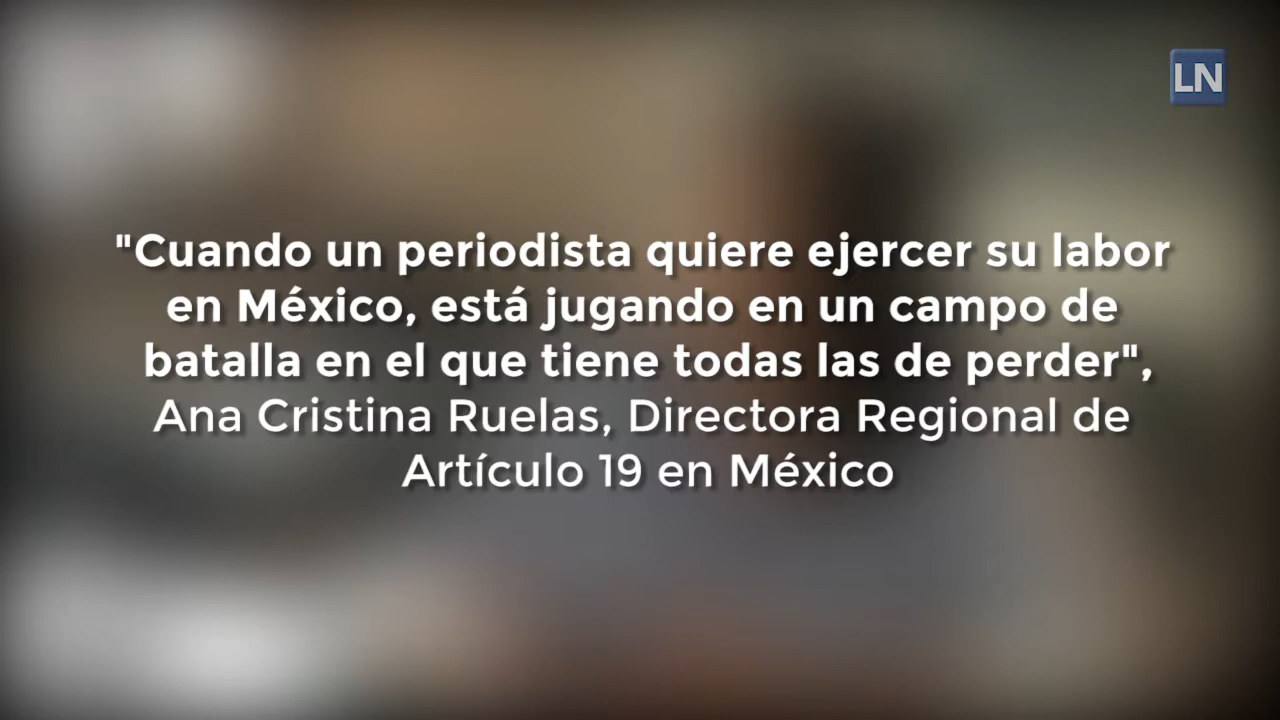 LN
"Cuando un periodista quiere ejercer su labor
en México, está jugando en un campo de
batalla en el que tiene todas las de perder",
Ana Cristina Ruelas, Directora Regional de
Artículo 19 en México